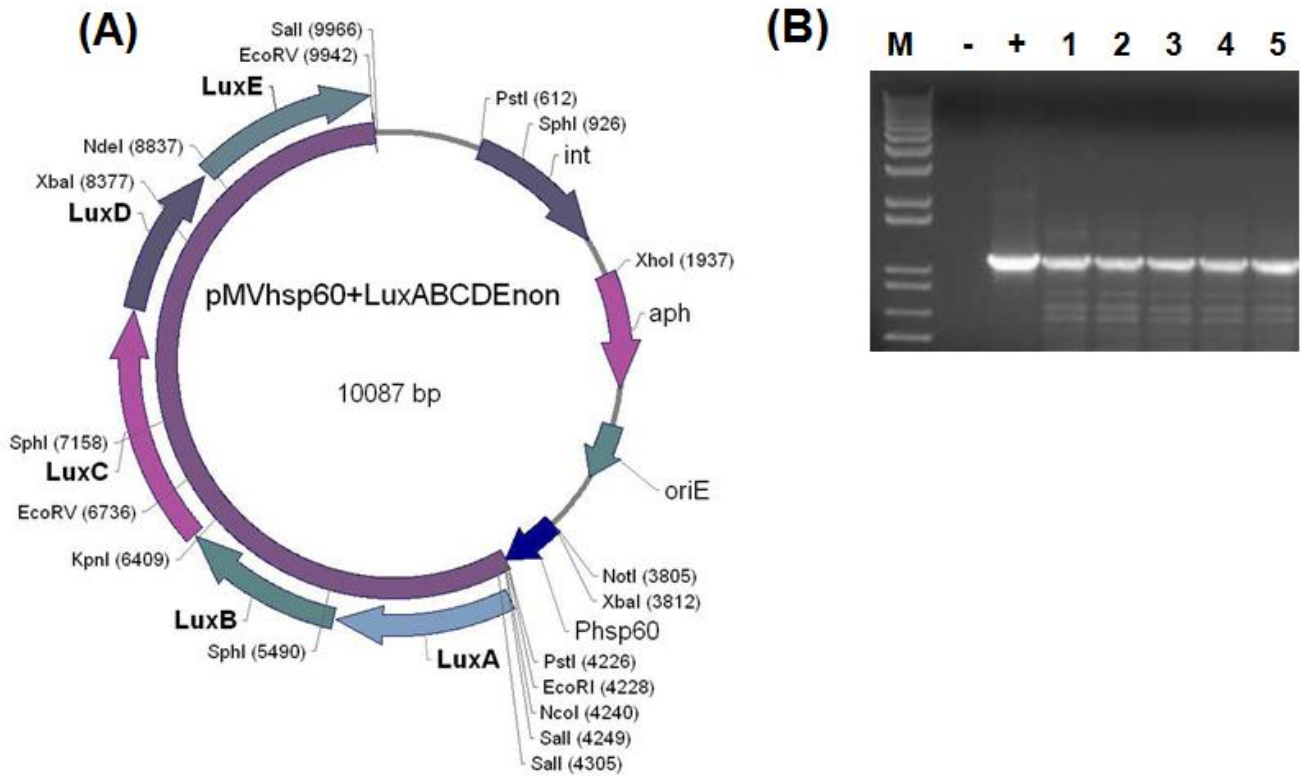 (A)
(B)
M - + 1 2 3 4 5
SalI (9966)
EcoRV (9942)
LuxE
PstI (612)
SphI (926)
int
NdeI (8837)
XbaI (8377)
LuxD
XhoI (1937)
aph
pMVhsp60+LuxABCDEnon
10087 bp
SphI (7158)
LuxC
EcoRV (6736)
oriE
KpnI (6409)
NotI (3805)
XbaI (3812)
LuxB
Phsp60
SphI (5490)
LuxA
PstI (4226)
EcoRI (4228)
NcoI (4240)
SalI (4249)
SalI (4305)